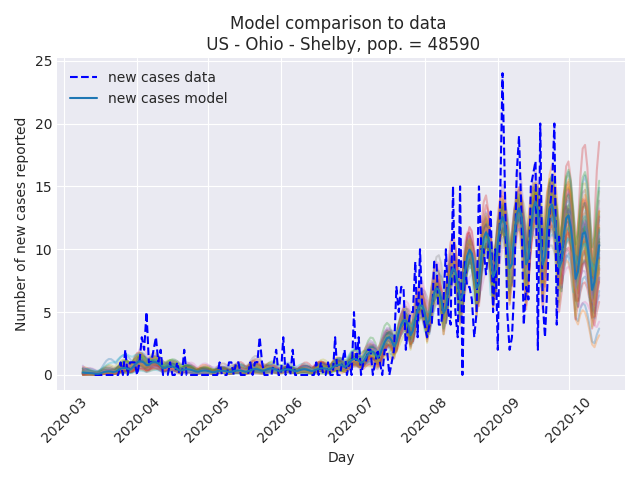 Model comparison to data
US - Ohio - Shelby, pop. = 48590
new cases data
new cases model
Number of new cases reported
25
20
15
10
5
0
2020-03
2020-04
2020-05
2020-06
2020-07
2020-08
2020-09
2020-10
Day